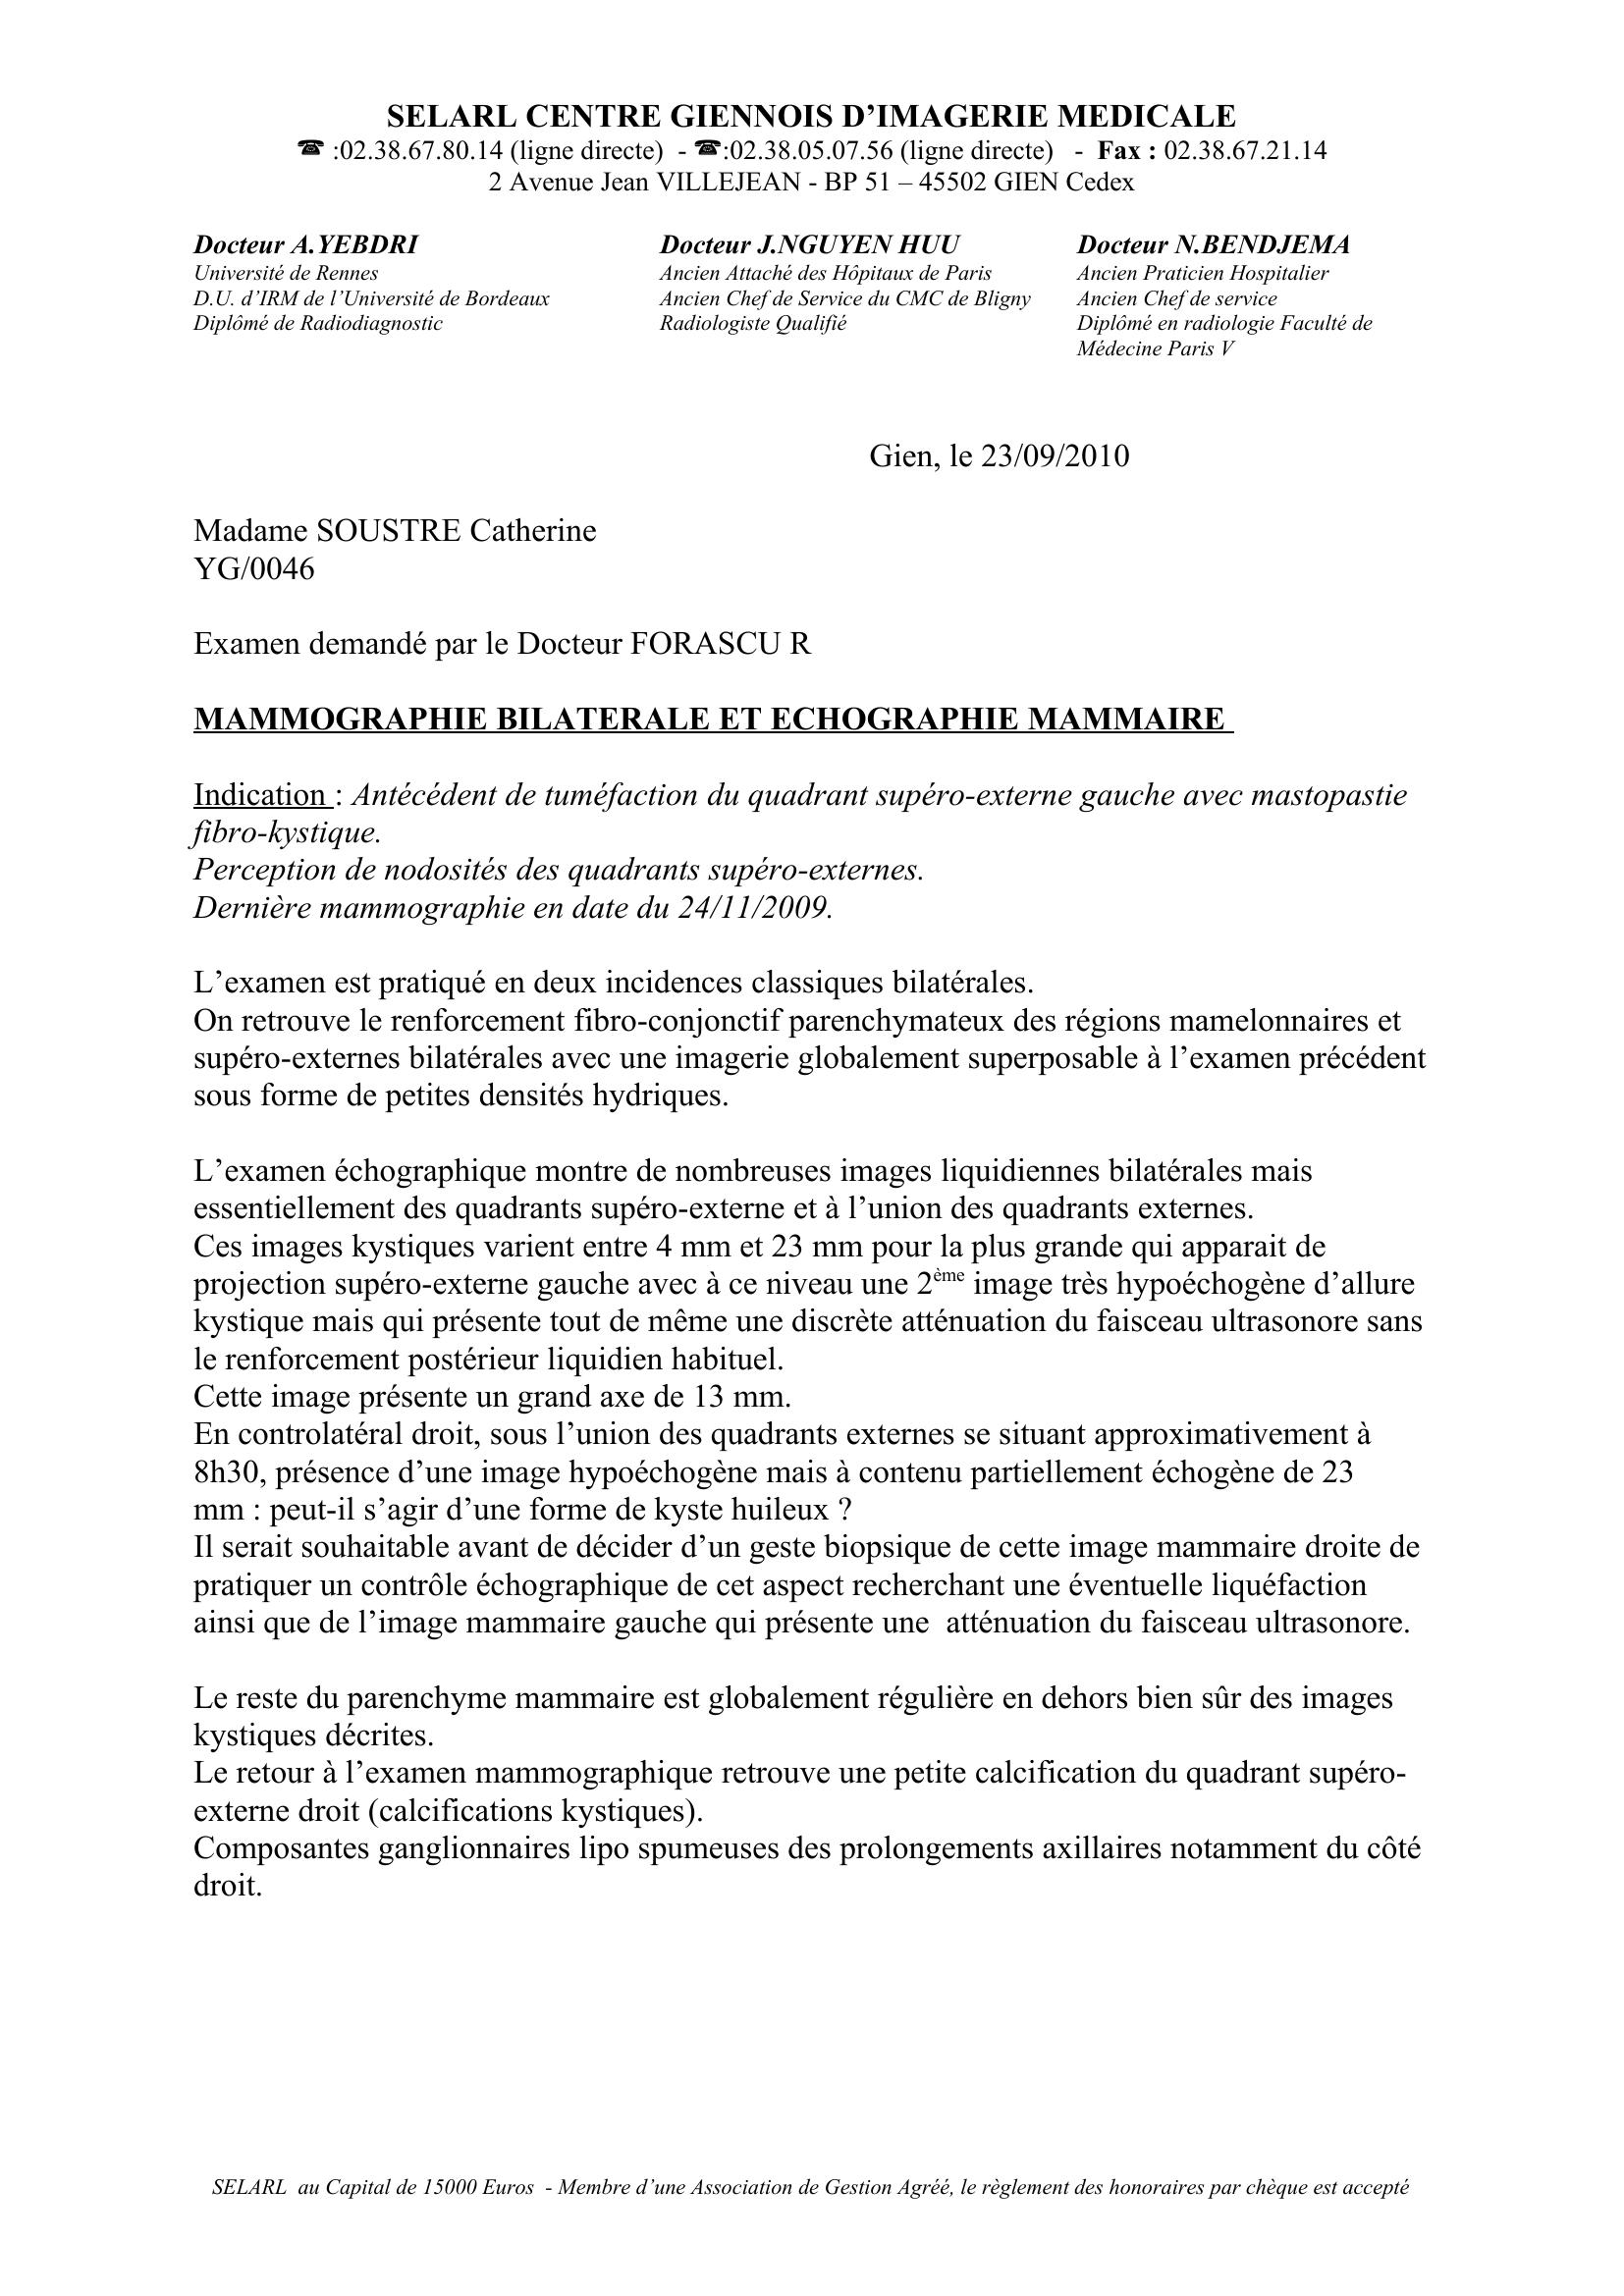 SELARL CENTRE GIENNOIS D’IMAGERIE MEDICALE
☎ :02.38.67.80.14 (ligne directe) - ☎:02.38.05.07.56 (ligne directe) - Fax : 02.38.67.21.14
2 Avenue Jean VILLEJEAN - BP 51 – 45502 GIEN Cedex
Docteur A.YEBDRI
Université de Rennes
D.U. d’IRM de l’Université de Bordeaux
Diplômé de Radiodiagnostic
Docteur J.NGUYEN HUU
Ancien Attaché des Hôpitaux de Paris
Ancien Chef de Service du CMC de Bligny
Radiologiste Qualifié
Docteur N.BENDJEMA
Ancien Praticien Hospitalier
Ancien Chef de service
Diplômé en radiologie Faculté de
Médecine Paris V
Gien, le 23/09/2010
Madame SOUSTRE Catherine
YG/0046
Examen demandé par le Docteur FORASCU R
MAMMOGRAPHIE BILATERALE ET ECHOGRAPHIE MAMMAIRE
Indication : Antécédent de tuméfaction du quadrant supéro-externe gauche avec mastopastie
fibro-kystique.
Perception de nodosités des quadrants supéro-externes.
Dernière mammographie en date du 24/11/2009.
L’examen est pratiqué en deux incidences classiques bilatérales.
On retrouve le renforcement fibro-conjonctif parenchymateux des régions mamelonnaires et
supéro-externes bilatérales avec une imagerie globalement superposable à l’examen précédent
sous forme de petites densités hydriques.
L’examen échographique montre de nombreuses images liquidiennes bilatérales mais
essentiellement des quadrants supéro-externe et à l’union des quadrants externes.
Ces images kystiques varient entre 4 mm et 23 mm pour la plus grande qui apparait de
projection supéro-externe gauche avec à ce niveau une 2ème image très hypoéchogène d’allure
kystique mais qui présente tout de même une discrète atténuation du faisceau ultrasonore sans
le renforcement postérieur liquidien habituel.
Cette image présente un grand axe de 13 mm.
En controlatéral droit, sous l’union des quadrants externes se situant approximativement à
8h30, présence d’une image hypoéchogène mais à contenu partiellement échogène de 23
mm : peut-il s’agir d’une forme de kyste huileux ?
Il serait souhaitable avant de décider d’un geste biopsique de cette image mammaire droite de
pratiquer un contrôle échographique de cet aspect recherchant une éventuelle liquéfaction
ainsi que de l’image mammaire gauche qui présente une atténuation du faisceau ultrasonore.
Le reste du parenchyme mammaire est globalement régulière en dehors bien sûr des images
kystiques décrites.
Le retour à l’examen mammographique retrouve une petite calcification du quadrant supéro-
externe droit (calcifications kystiques).
Composantes ganglionnaires lipo spumeuses des prolongements axillaires notamment du côté
droit.
SELARL au Capital de 15000 Euros - Membre d’une Association de Gestion Agréé, le règlement des honoraires par chèque est accepté